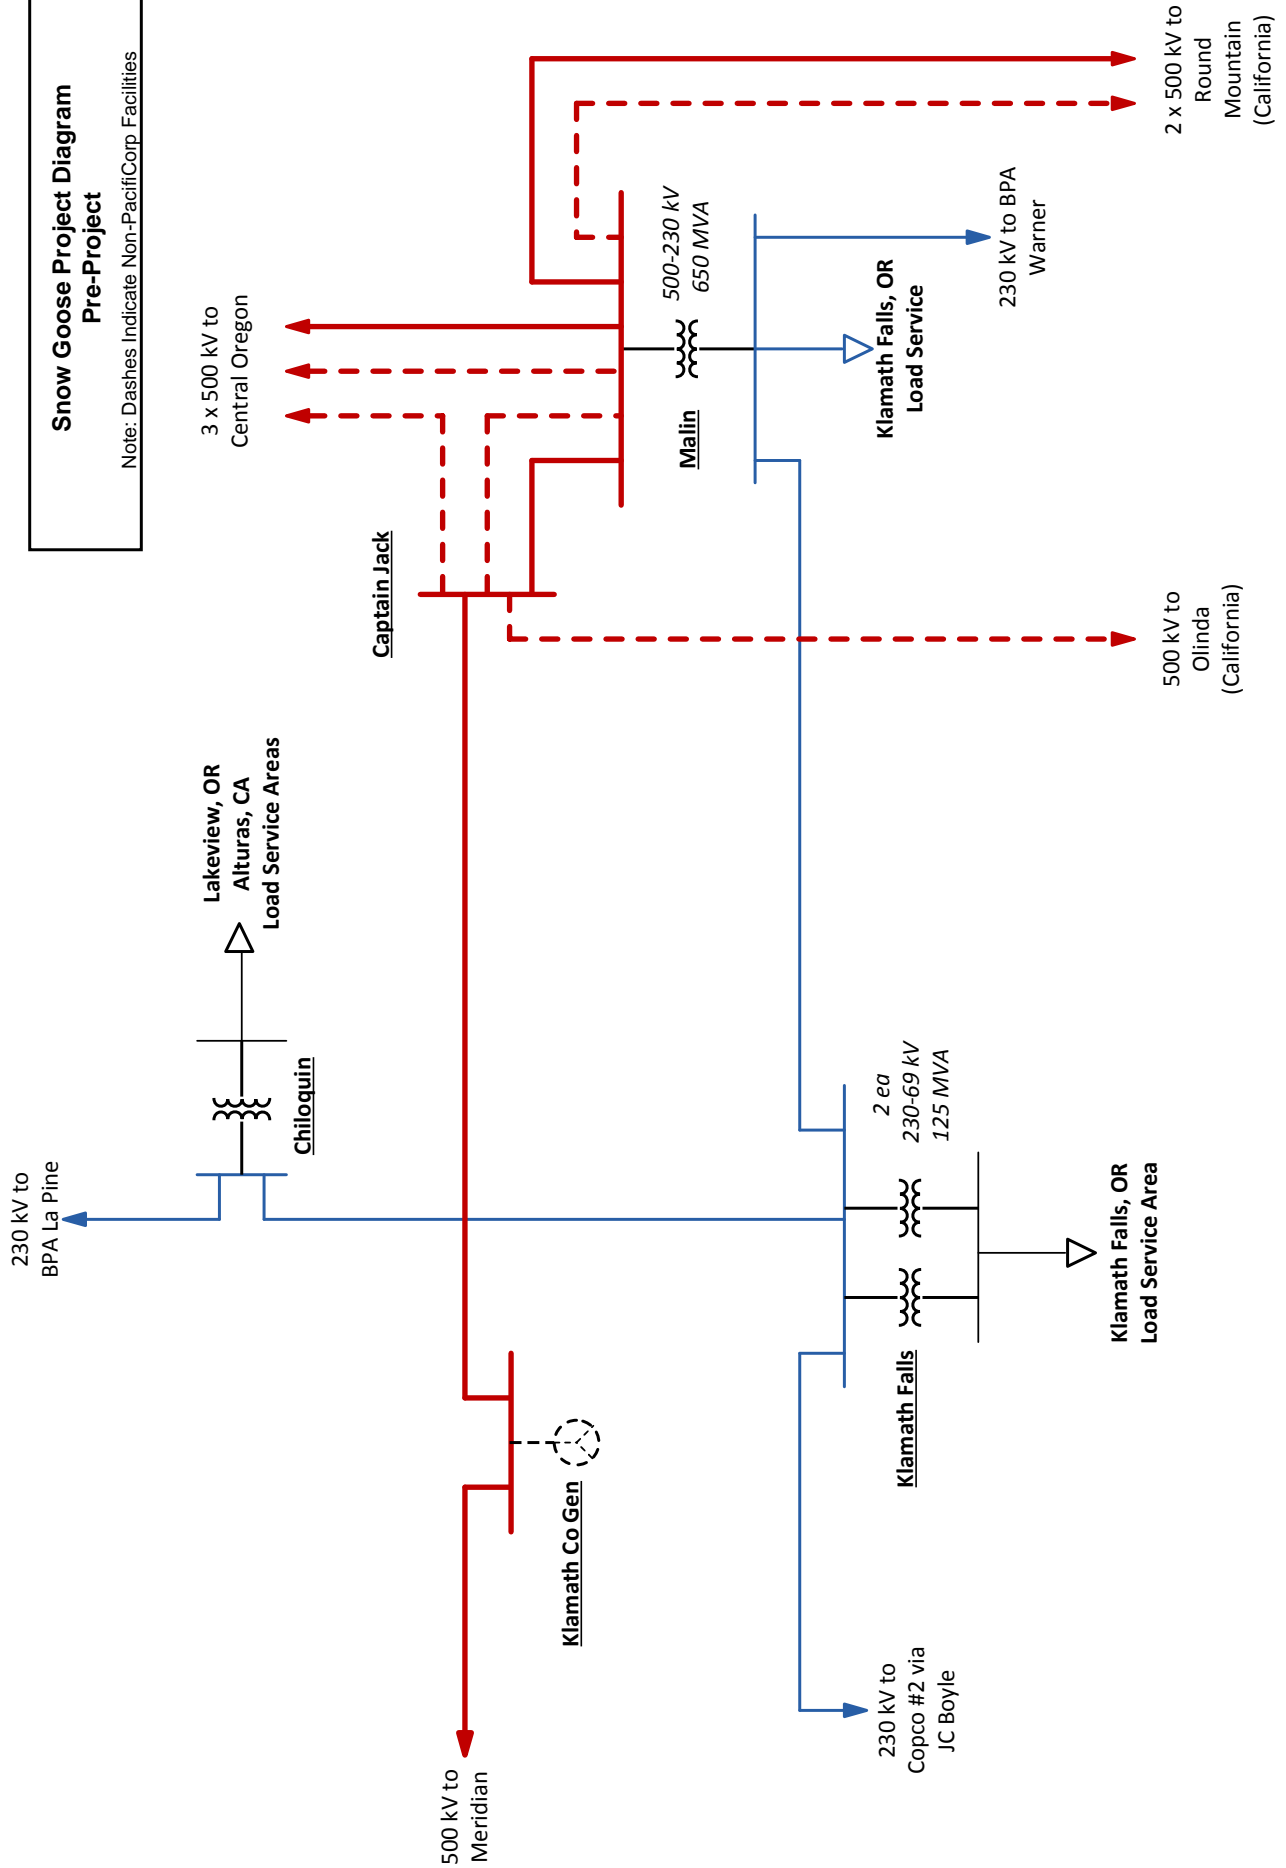 Snow Goose Project Diagram
Pre-Project
Note: Dashes Indicate Non-PacifiCorp Facilities
230 kV to
BPA La Pine
Chiloquin
Lakeview, OR
Alturas, CA
Load Service Areas
3 x 500 kV to
Central Oregon
500 kV to
Meridian
Klamath Co Gen
Captain Jack
Malin
500-230 kV
650 MVA
2 x 500 kV to
Round
Mountain
(California)
230 kV to
Copco #2 via
JC Boyle
Klamath Falls
2 ea
230-69 kV
125 MVA
Klamath Falls, OR
Load Service Area
500 kV to
Olinda
(California)
Klamath Falls, OR
Load Service
230 kV to BPA
Warner